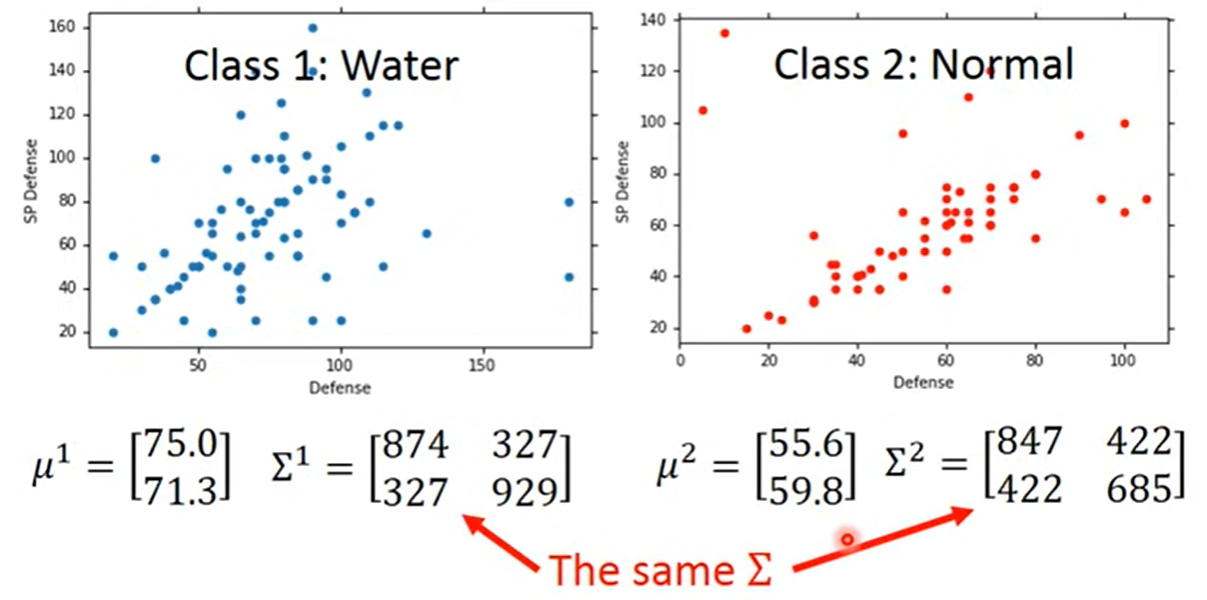 Class 1: Water
SP Defense
160
140
120
100
80
60
40
20
50 100 150
Defense
Class 2: Normal
SP Defense
140
120
100
80
60
40
20
0 20 40 60 80 100
Defense
μ¹ = [75.0 71.3] Σ¹ = [874 327 327 929]
μ² = [55.6 59.8] Σ² = [847 422 422 685]
The same Σ